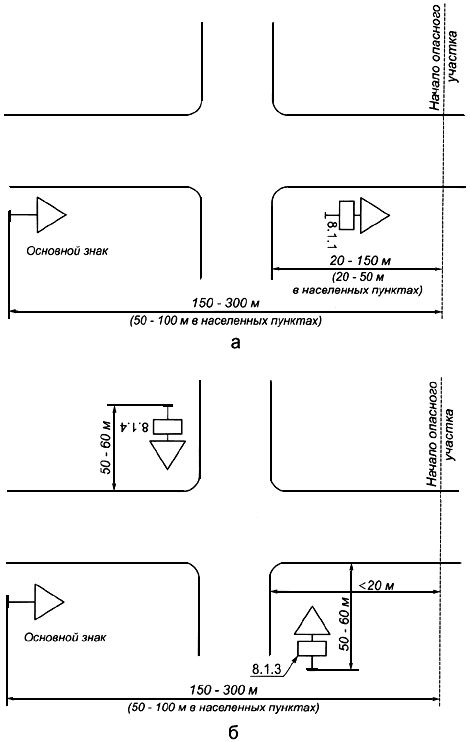 Начало опасного
участка
Основной знак
8.1.1
20 - 150 м
(20 - 50 м
в населенных пунктах)
150 - 300 м
(50 - 100 м в населенных пунктах)
а
Начало опасного
участка
50 - 60 м
8.1.4
<20 м
50 - 60 м
Основной знак
8.1.3
150 - 300 м
(50 - 100 м в населенных пунктах)
б